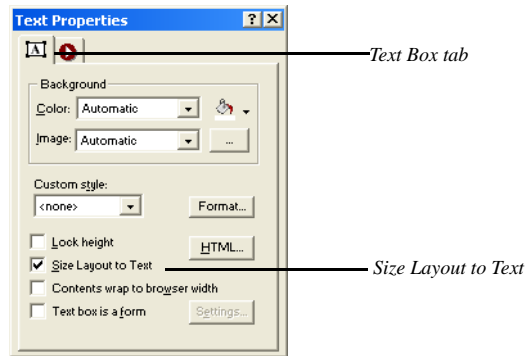 Text Properties
A
Text Box tab
Background
Color: Automatic
Image: Automatic ...
Custom style:
<none> Format...
Lock height HTML...
Size Layout to Text Size Layout to Text
Contents wrap to browser width
Text box is a form Settings...